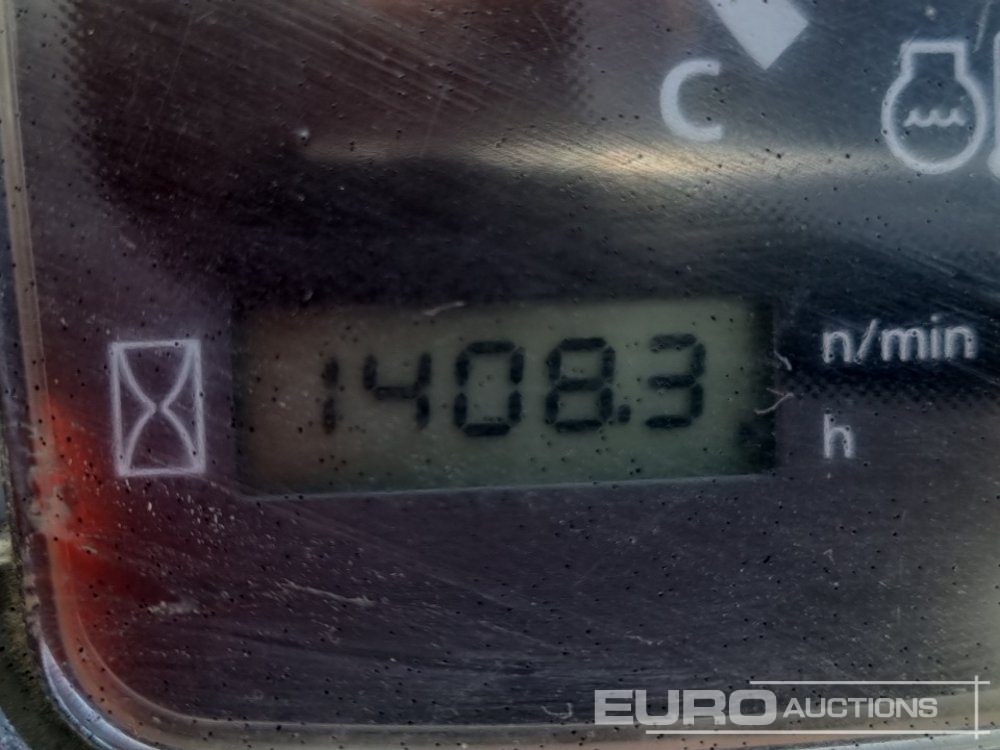 C
1408.3
n/min
h
EURO AUCTIONS